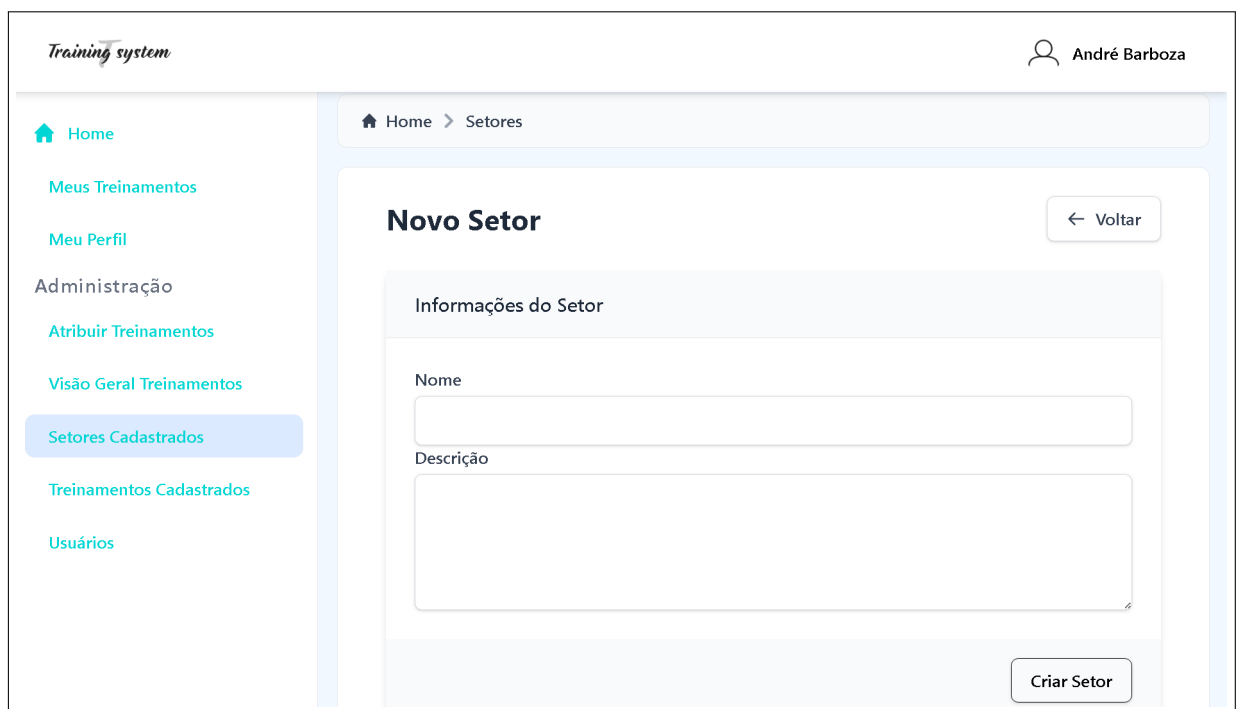 Training system
André Barboza
Home
Meus Treinamentos
Meu Perfil
Administração
Atribuir Treinamentos
Visão Geral Treinamentos
Setores Cadastrados
Treinamentos Cadastrados
Usuários
Home > Setores
Novo Setor
← Voltar
Informações do Setor
Nome
Descrição
Criar Setor